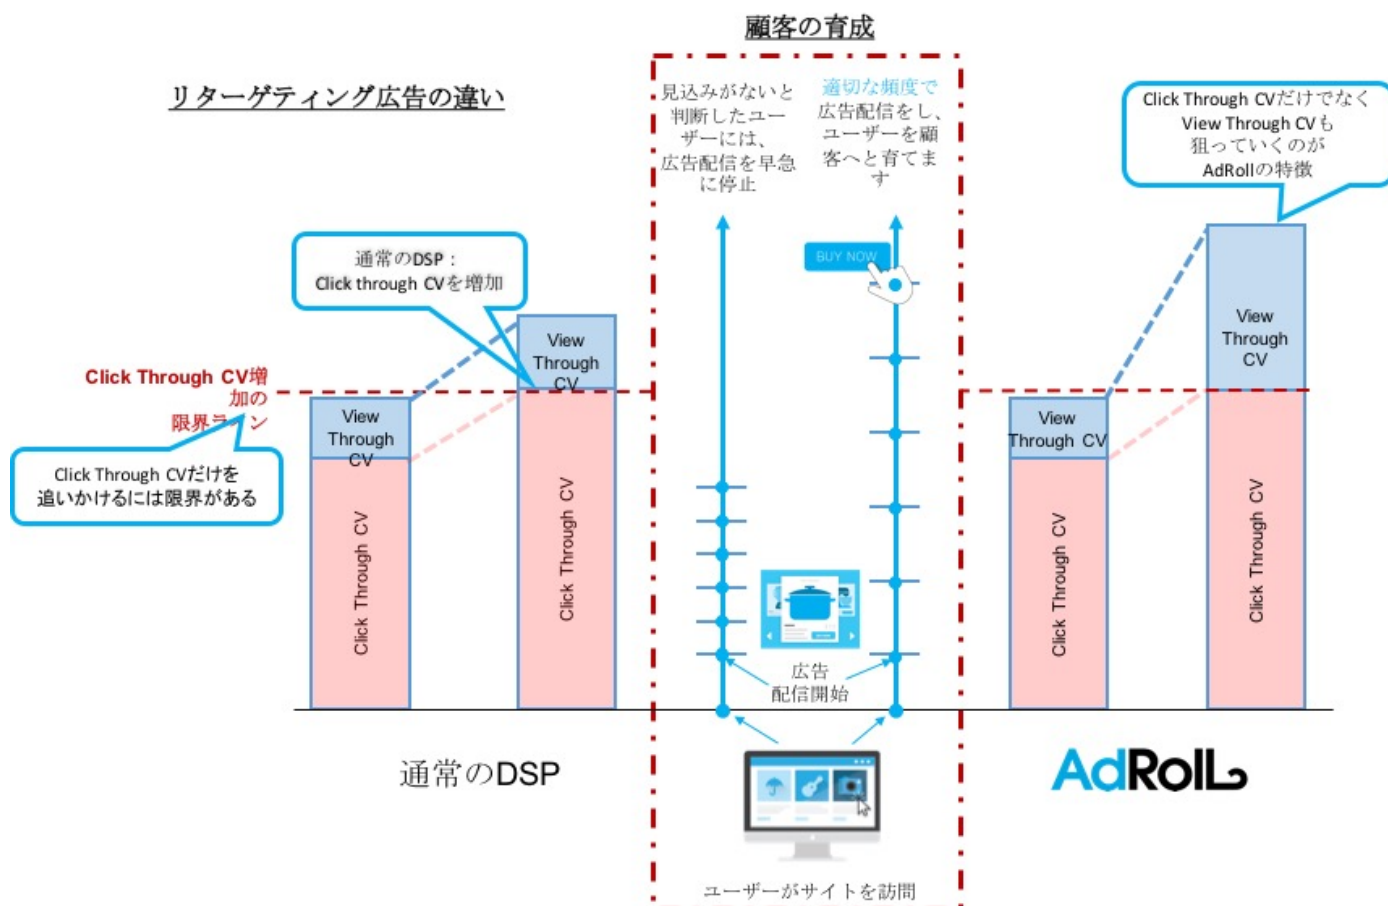 顧客の育成
リターゲティング広告の違い
見込みがないと
判断したユー
ザーには、
広告配信を早急
に停止
適切な頻度で
広告配信をし、
ユーザーを顧
客へと育てま
す
Click Through CVだけでなく
View Through CVも
狙っていくのが
AdRollの特徴
通常のDSP：
Click through CVを増加
BUY NOW
Click Through CV増
加の
限界ライン
Click Through CVだけを
追いかけるには限界がある
View
Through
CV
Click Through CV
View
Through
CV
Click Through CV
広告
配信開始
View
Through CV
Click Through CV
View
Through
CV
Click Through CV
通常のDSP
AdRoll
ユーザーがサイトを訪問